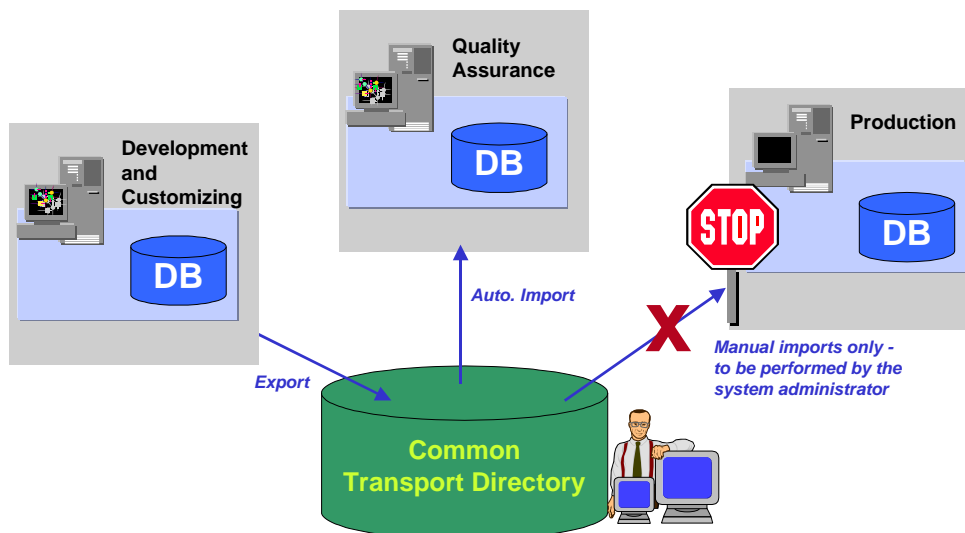 Quality
Assurance
DB
Development
and
Customizing
DB
Production
STOP
DB
Auto. Import
Export
Manual imports only -
to be performed by the
system administrator
X
Common
Transport Directory